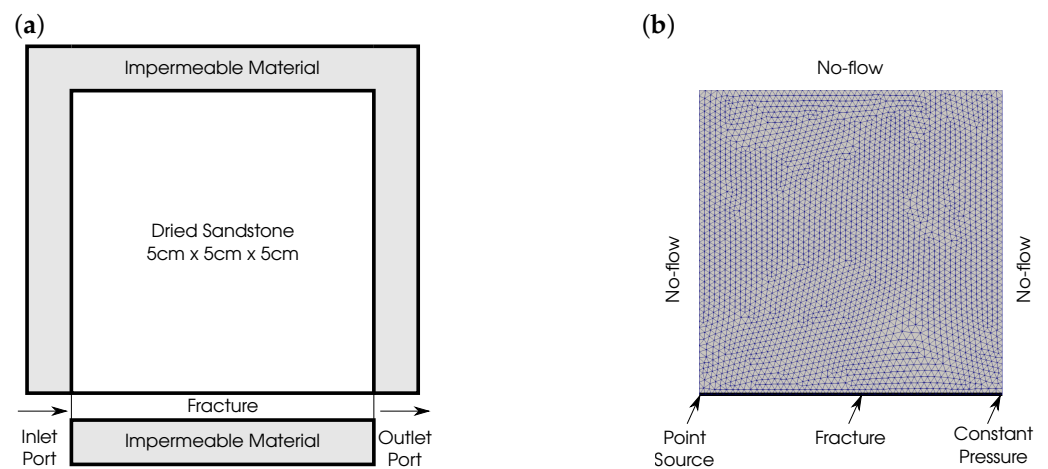 (a)
Impermeable Material
Dried Sandstone
5cm x 5cm x 5cm
Fracture
Inlet
Port
Impermeable Material
Outlet
Port
(b)
No-flow
No-flow
No-flow
Point
Source
Fracture
Constant
Pressure